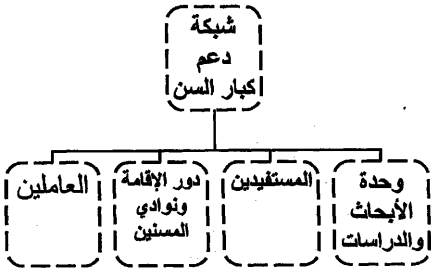 شبكة
دعم
كبار السن
وحدة
الأبحاث
والدراسات
المستفيدين
دور الإقامة
ونوادي
المسنين
العاملين